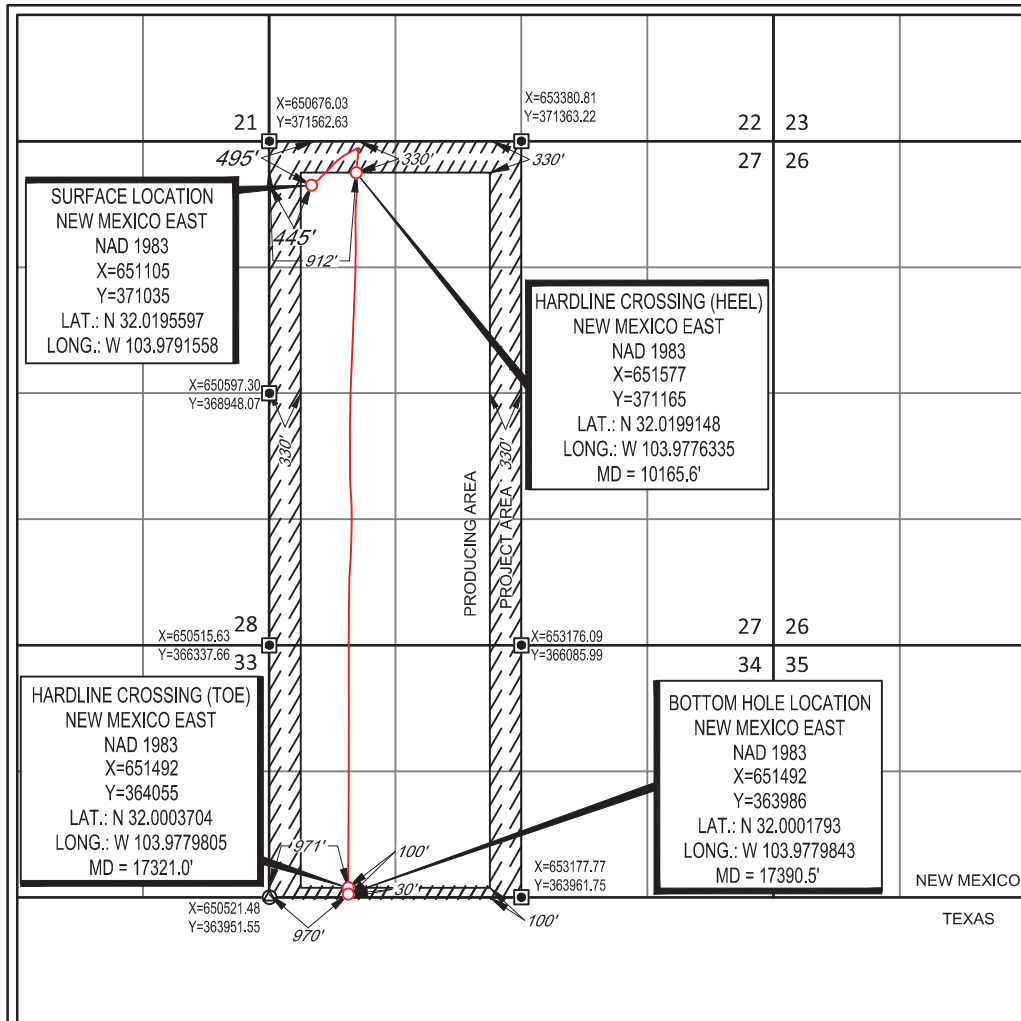 X=650676.03
Y=371562.63
X=653380.81
Y=371363.22
21
22 23
27 26
495'
330'
330'
SURFACE LOCATION
NEW MEXICO EAST
NAD 1983
X=651105
Y=371035
LAT.: N 32.0195597
LONG.: W 103.9791558
445'
912'
HARDLINE CROSSING (HEEL)
NEW MEXICO EAST
NAD 1983
X=651577
Y=371165
LAT.: N 32.0199148
LONG.: W 103.9776335
MD = 10165.6'
X=650597.30
Y=368948.07
330'
330'
PRODUCING AREA
PROJECT AREA
28
33
X=650515.63
Y=366337.66
X=653176.09
Y=366085.99
27 26
34 35
HARDLINE CROSSING (TOE)
NEW MEXICO EAST
NAD 1983
X=651492
Y=364055
LAT.: N 32.0003704
LONG.: W 103.9779805
MD = 17321.0'
BOTTOM HOLE LOCATION
NEW MEXICO EAST
NAD 1983
X=651492
Y=363986
LAT.: N 32.0001793
LONG.: W 103.9779843
MD = 17390.5'
971'
100'
30'
X=653177.77
Y=363961.75
NEW MEXICO
X=650521.48
Y=363951.55
970'
100'
TEXAS